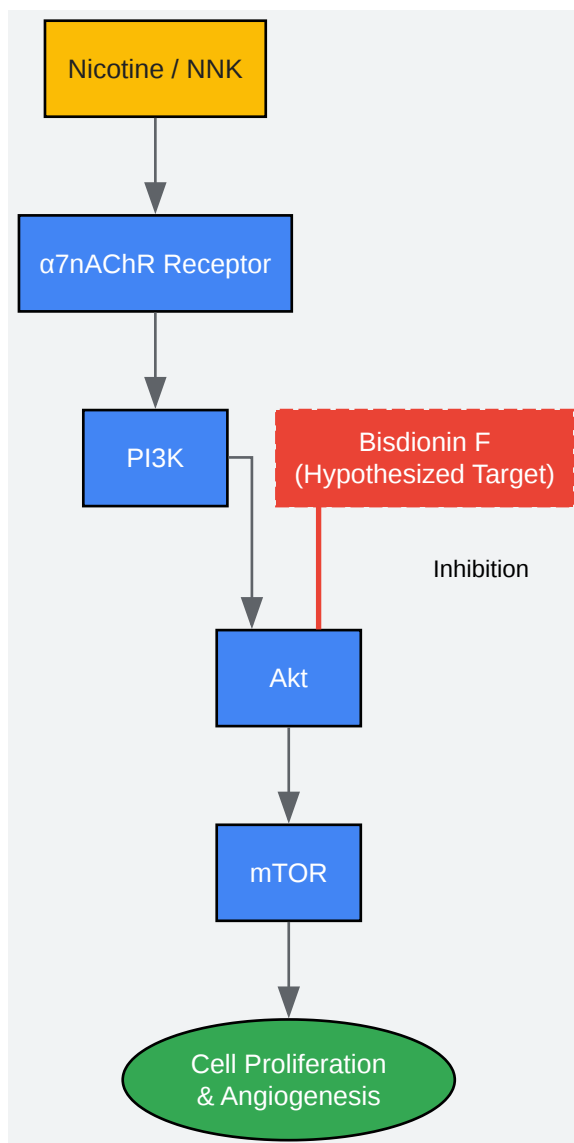 Nicotine / NNK
α7nAChR Receptor
PI3K
Bisdionin F
(Hypothesized Target)
Inhibition
Akt
mTOR
Cell Proliferation
& Angiogenesis